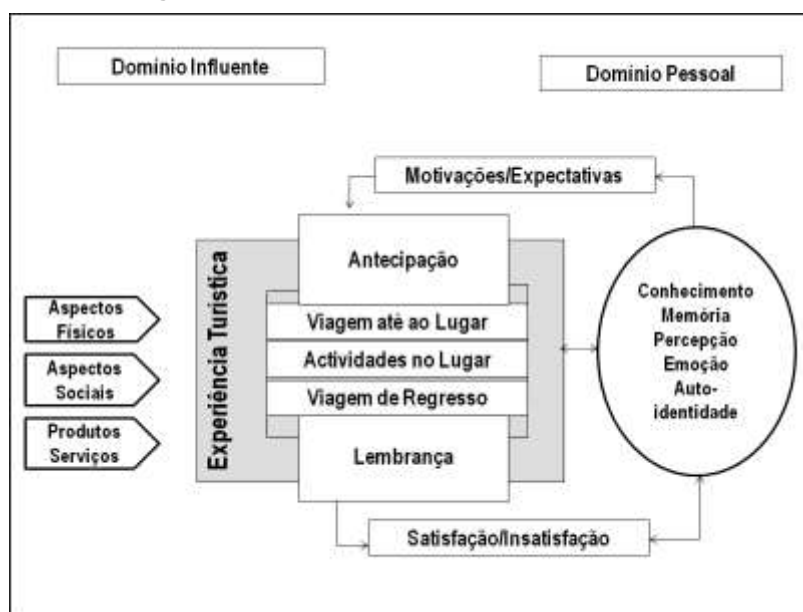 Domínio Influente
Domínio Pessoal
Motivações/Expectativas
Experiência Turística
Antecipação
Viagem até ao Lugar
Actividades no Lugar
Viagem de Regresso
Lembrança
Aspectos
Físicos
Aspectos
Sociais
Produtos
Serviços
Conhecimento
Memória
Percepção
Emoção
Auto-
identidade
Satisfação/Insatisfação